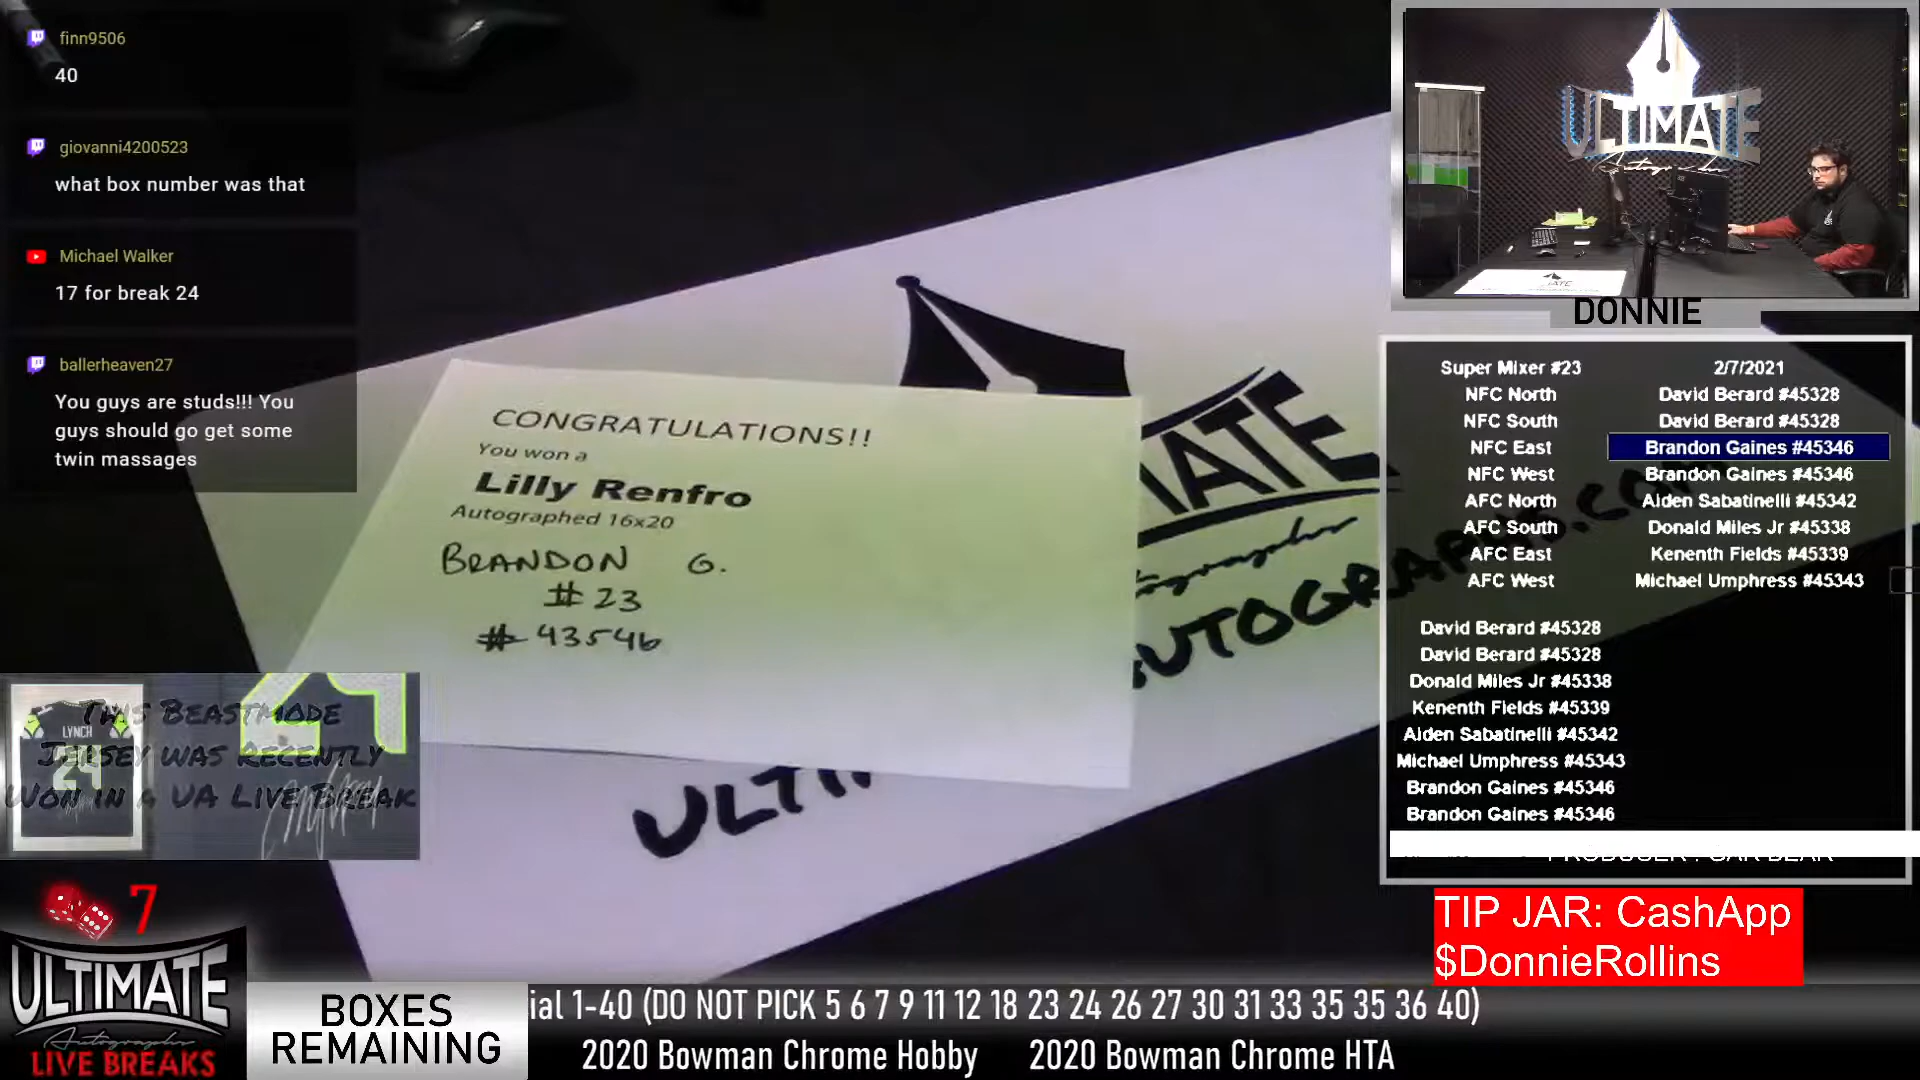 finn9506
40
giovanni4200523
what box number was that
Michael Walker
17 for break 24
ballerheaven27
You guys are studs!!! You
guys should go get some
twin massages
CONGRATULATIONS!!
You won a
Lilly Renfro
Autographed 16x20
BRANDON G.
#23
#43546
ULTIMATE
Autographs
DONNIE
Super Mixer #23 2/7/2021
NFC North David Berard #45328
NFC South David Berard #45328
NFC East Brandon Gaines #45346
NFC West Brandon Gaines #45346
AFC North Aiden Sabatinelli #45342
AFC South Donald Miles Jr #45338
AFC East Kenenth Fields #45339
AFC West Michael Umphress #45343
David Berard #45328
David Berard #45328
Donald Miles Jr #45338
Kenenth Fields #45339
Aiden Sabatinelli #45342
Michael Umphress #45343
Brandon Gaines #45346
Brandon Gaines #45346
TIP JAR: CashApp
$DonnieRollins
LYNCH
24
THIS BEASTMODE
JERSEY WAS RECENTLY
WON IN A UA LIVE BREAK
7
ULTIMATE
Autographs
LIVE BREAKS
BOXES
REMAINING
ial 1-40 (DO NOT PICK 5 6 7 9 11 12 18 23 24 26 27 30 31 33 35 35 36 40)
2020 Bowman Chrome Hobby 2020 Bowman Chrome HTA